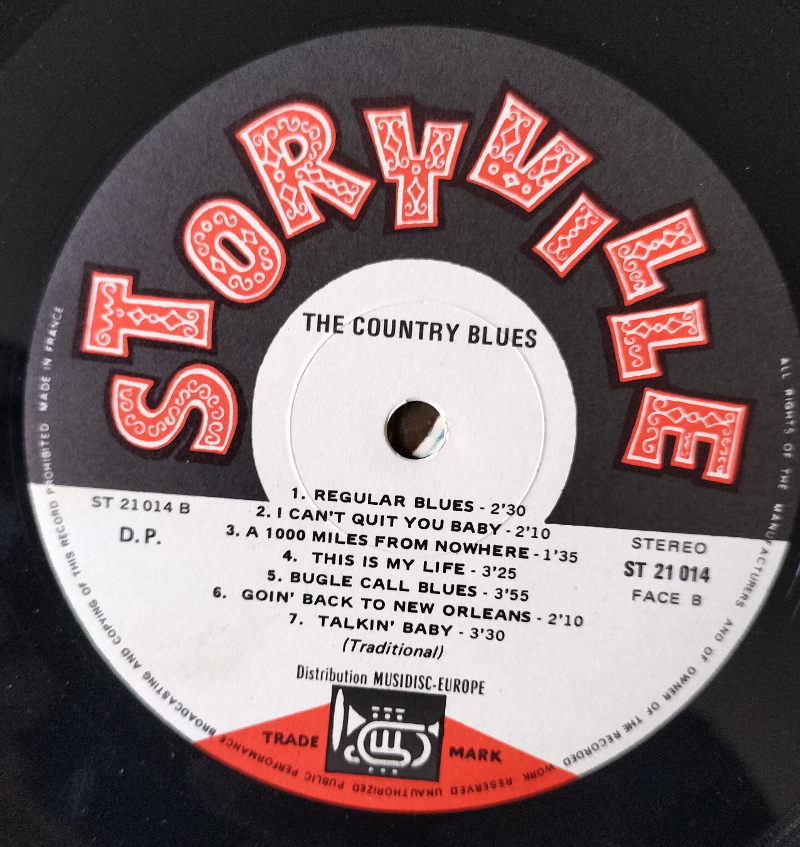 STORYVILLE
THE COUNTRY BLUES
1. REGULAR BLUES - 2'30
2. I CAN'T QUIT YOU BABY - 2'10
3. A 1000 MILES FROM NOWHERE - 1'35
4. THIS IS MY LIFE - 3'25
5. BUGLE CALL BLUES - 3'55
6. GOIN' BACK TO NEW ORLEANS - 2'10
7. TALKIN' BABY - 3'30
(Traditional)
ST 21014 B
D.P.
STEREO
ST 21 014
FACE B
Distribution MUSIDISC-EUROPE
TRADE
MARK
ALL RIGHTS OF THE MANUFACTURERS AND OF OWNER OF THE RECORDED WORK RESERVED UNAUTHORIZED PUBLIC PERFORMANCE BROADCASTING AND COPYING OF THIS RECORD PROHIBITED MADE IN FRANCE